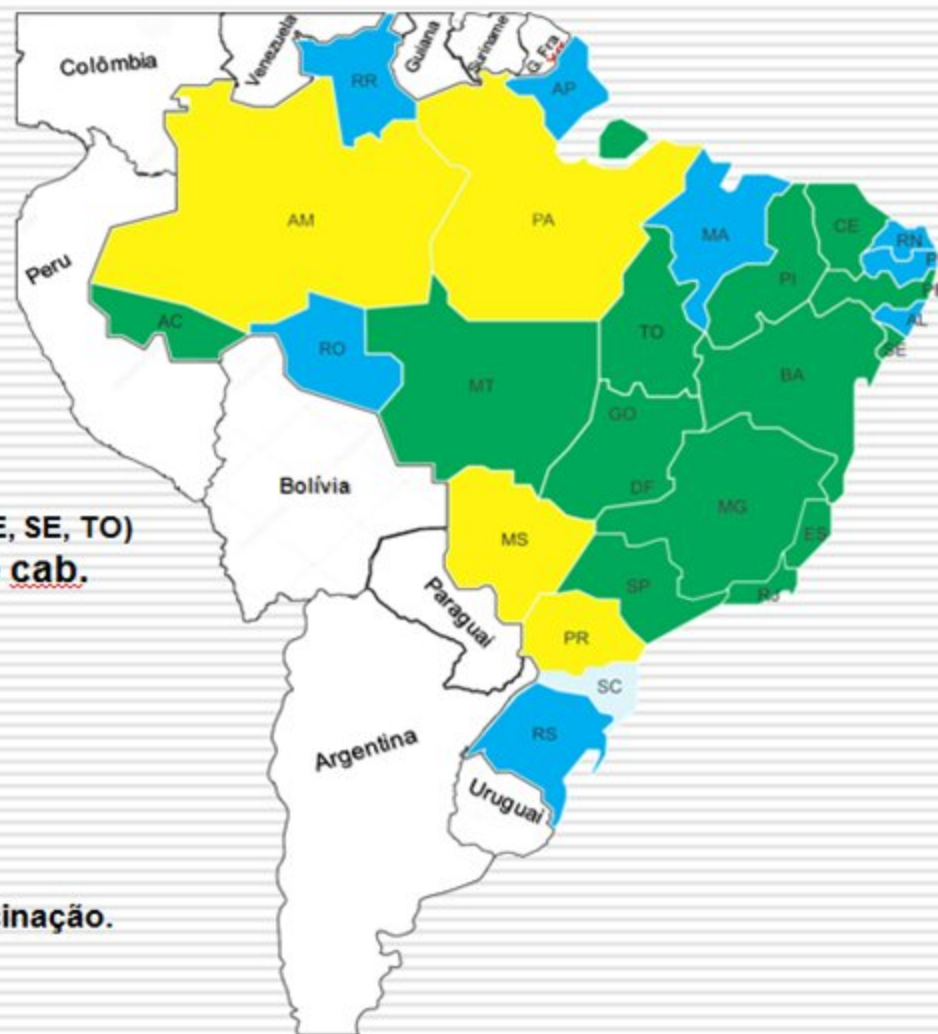 Colômbia
Venezuela
Guiana
Suriname
G. Fra
RR
AP
AM
PA
MA
CE
RN
P
Peru
PI
AC
TO
AL
RO
SE
MT
BA
GO
Bolívia
DF
MG
E, SE, TO)
MS
ES
cab.
SP
RJ
Paraguai
PR
SC
RS
Argentina
Uruguai
inação.